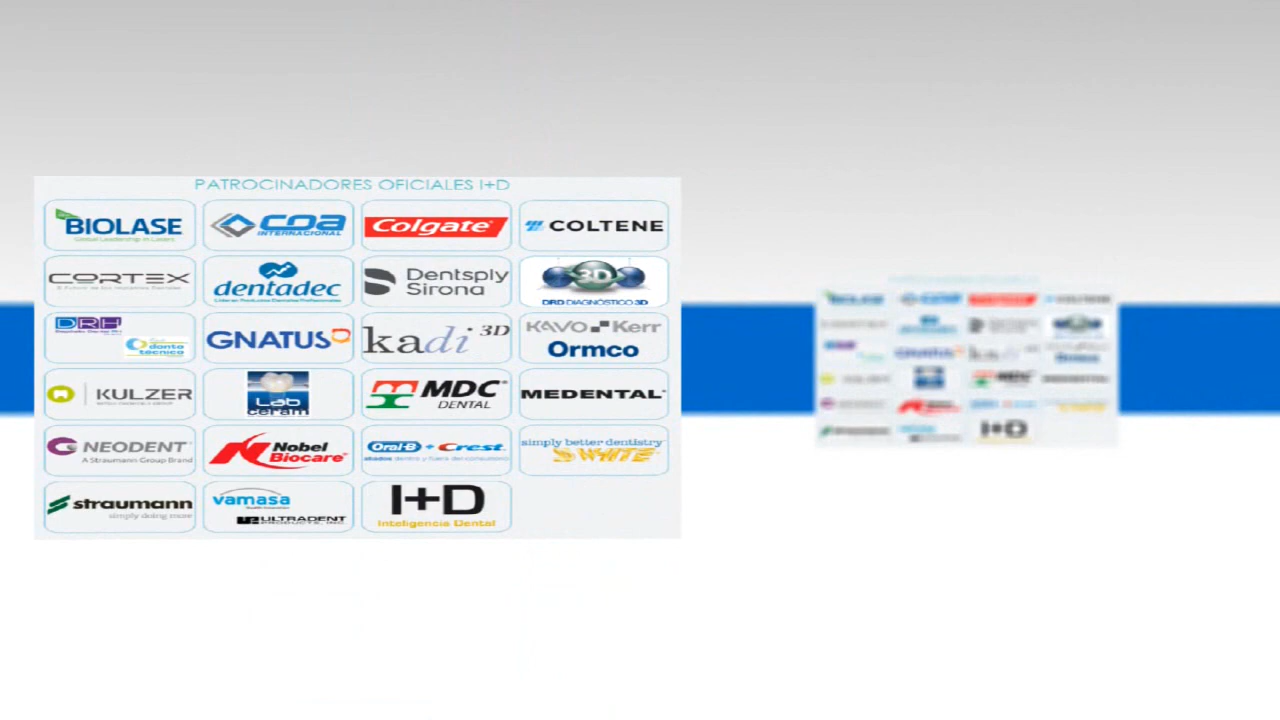 PATROCINADORES OFICIALES I+D
BIOLASE
Global Leadership in Lasers
COA
INTERNACIONAL
Colgate
COLTENE
CORTEX
dentadec
Dentsply
Sirona
3D
DRD DIAGNÓSTICO 3D
DRH
donto
técnico
GNATUS
kadi 3D
KAVO Kerr
Ormco
KULZER
Lab
ceram
MDC
DENTAL
MEDENTAL
NEODENT
A Straumann Group Brand
Nobel
Biocare
Oral-B + Crest
simply better dentistry
S WHITE
straumann
simply doing more
vamasa
ULTRADENT
PRODUCTS, INC.
I+D
Inteligencia Dental